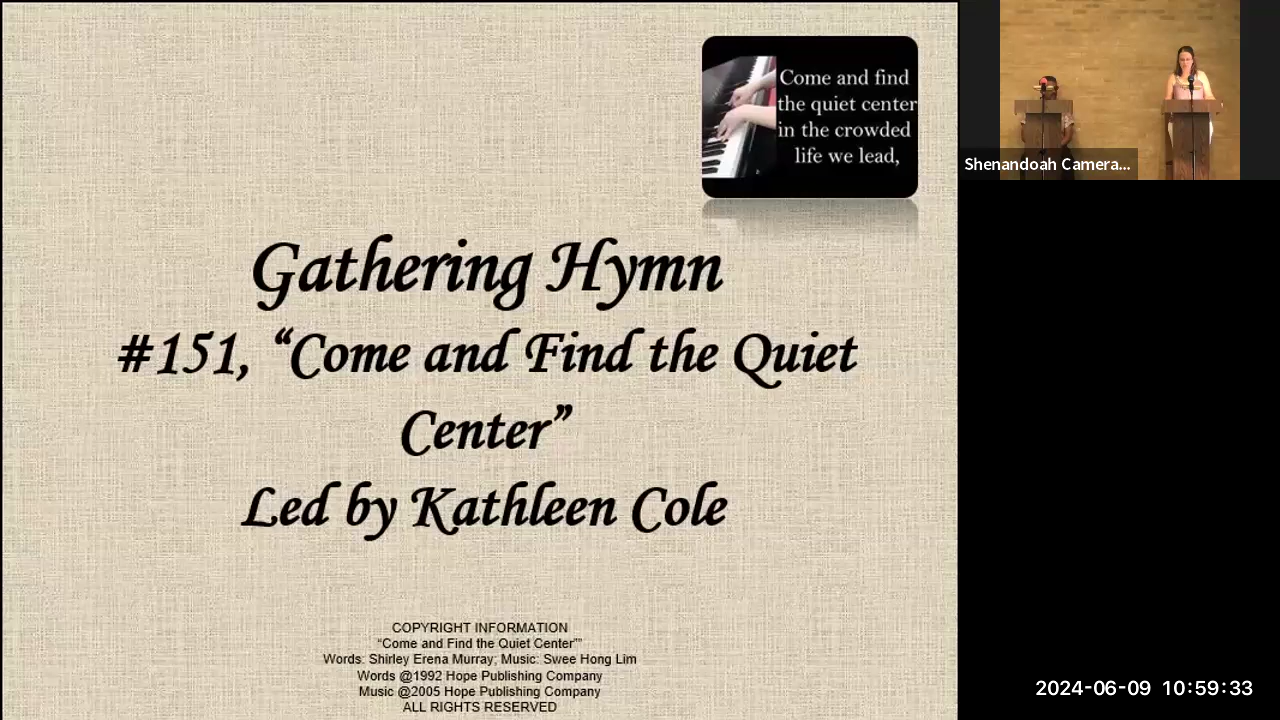 Come and find
the quiet center
in the crowded
life we lead,
Gathering Hymn
#151, “Come and Find the Quiet
Center”
Led by Kathleen Cole
COPYRIGHT INFORMATION
“Come and Find the Quiet Center””
Words: Shirley Erena Murray; Music: Swee Hong Lim
Words @1992 Hope Publishing Company
Music @2005 Hope Publishing Company
ALL RIGHTS RESERVED
Shenandoah Camera...
2024-06-09 10:59:33